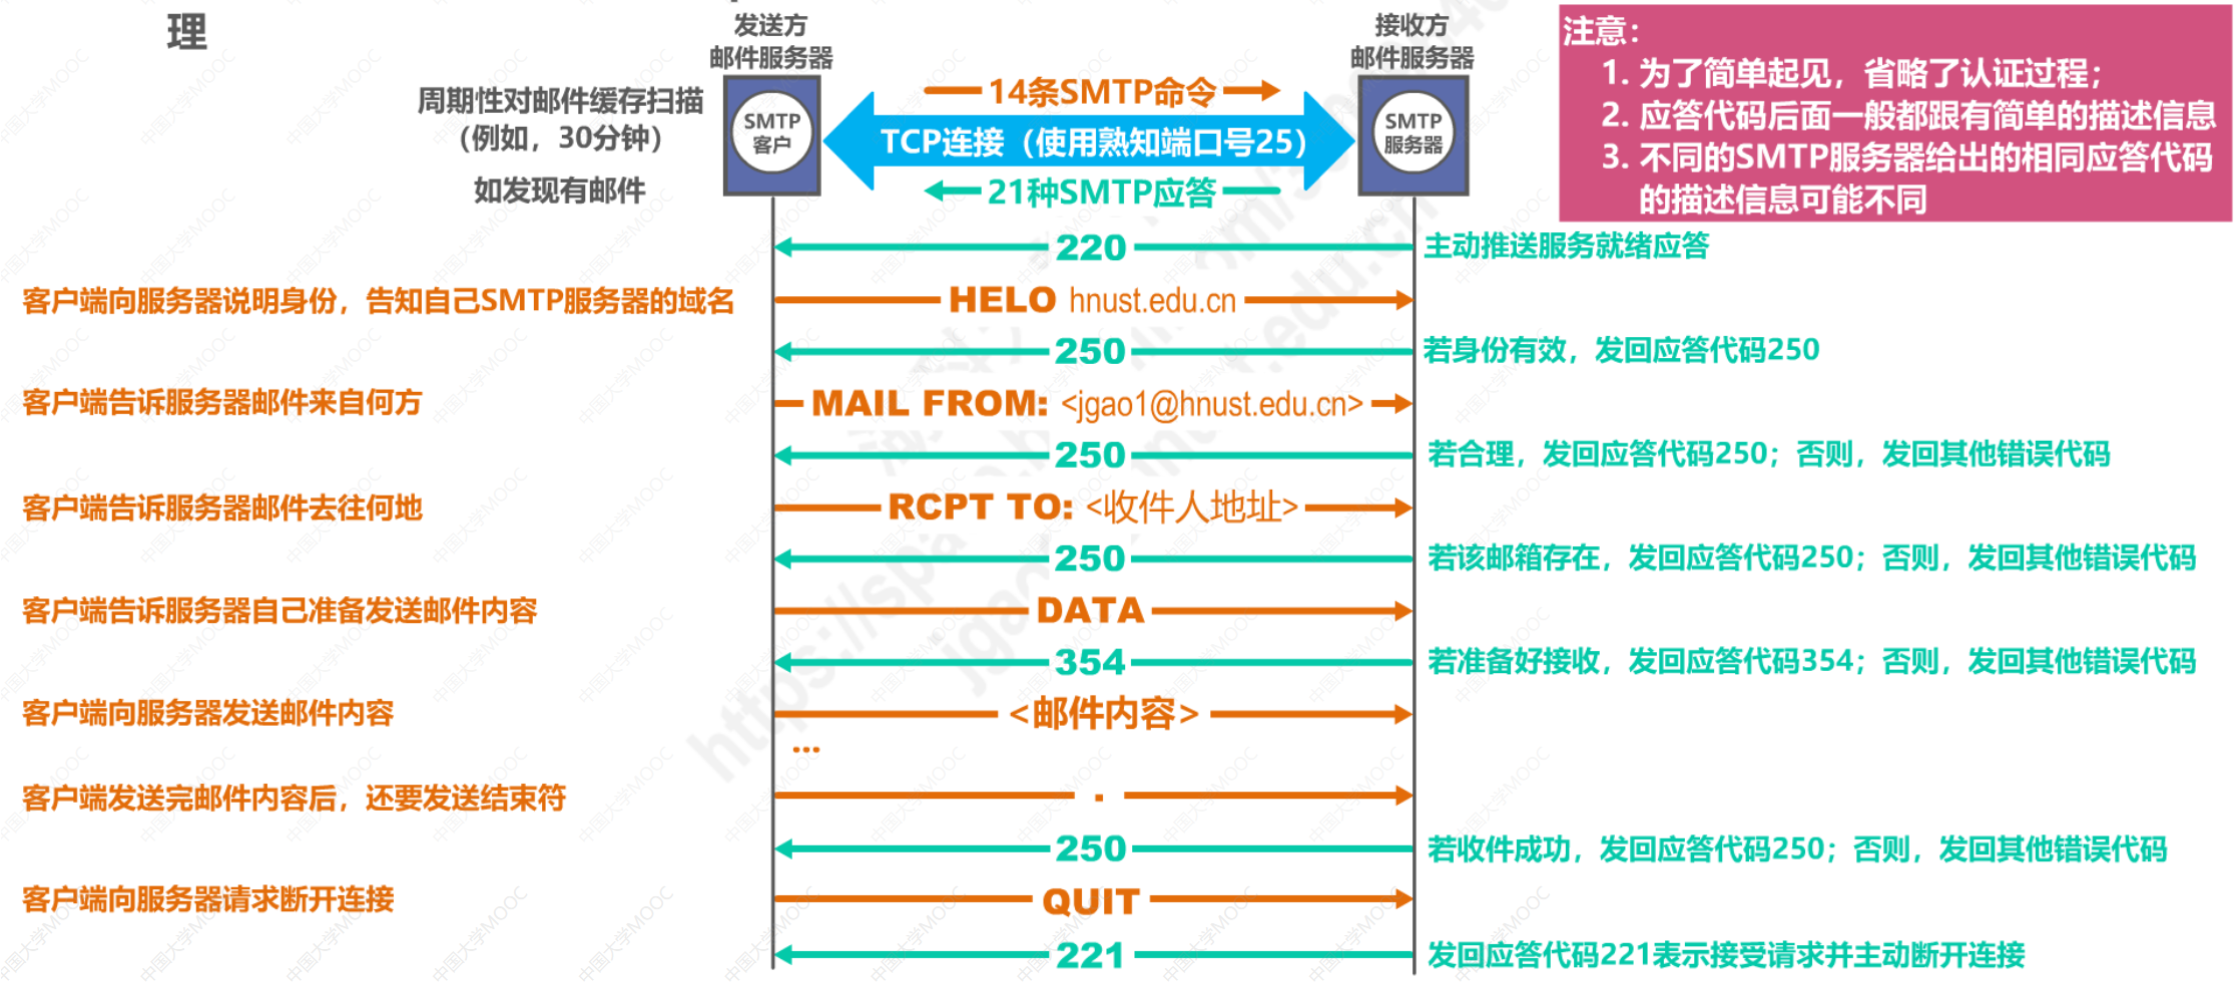 理
发送方
邮件服务器
接收方
邮件服务器
注意：
1. 为了简单起见，省略了认证过程；
2. 应答代码后面一般都跟有简单的描述信息
3. 不同的SMTP服务器给出的相同应答代码
的描述信息可能不同
周期性对邮件缓存扫描
（例如，30分钟）
如发现有邮件
SMTP
客户
14条SMTP命令
TCP连接（使用熟知端口号25）
21种SMTP应答
SMTP
服务器
220
主动推送服务就绪应答
客户端向服务器说明身份，告知自己SMTP服务器的域名
HELO hnust.edu.cn
250
若身份有效，发回应答代码250
客户端告诉服务器邮件来自何方
MAIL FROM: <jgao1@hnust.edu.cn>
250
若合理，发回应答代码250；否则，发回其他错误代码
客户端告诉服务器邮件去往何地
RCPT TO: <收件人地址>
250
若该邮箱存在，发回应答代码250；否则，发回其他错误代码
客户端告诉服务器自己准备发送邮件内容
DATA
354
若准备好接收，发回应答代码354；否则，发回其他错误代码
客户端向服务器发送邮件内容
<邮件内容>
...
客户端发送完邮件内容后，还要发送结束符
.
250
若收件成功，发回应答代码250；否则，发回其他错误代码
客户端向服务器请求断开连接
QUIT
221
发回应答代码221表示接受请求并主动断开连接
中国大学MOOC